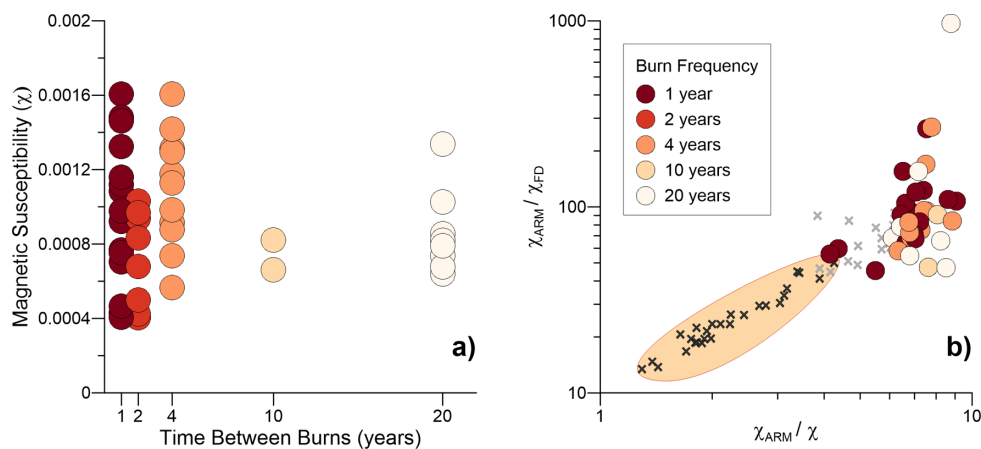 0.002
0.0016
0.0012
0.0008
0.0004
0
Magnetic Susceptibility (χ)
1 2 4 10 20
Time Between Burns (years)
a)
1000
100
10
χARM / χFD
Burn Frequency
1 year
2 years
4 years
10 years
20 years
1 10
χARM / χ
b)